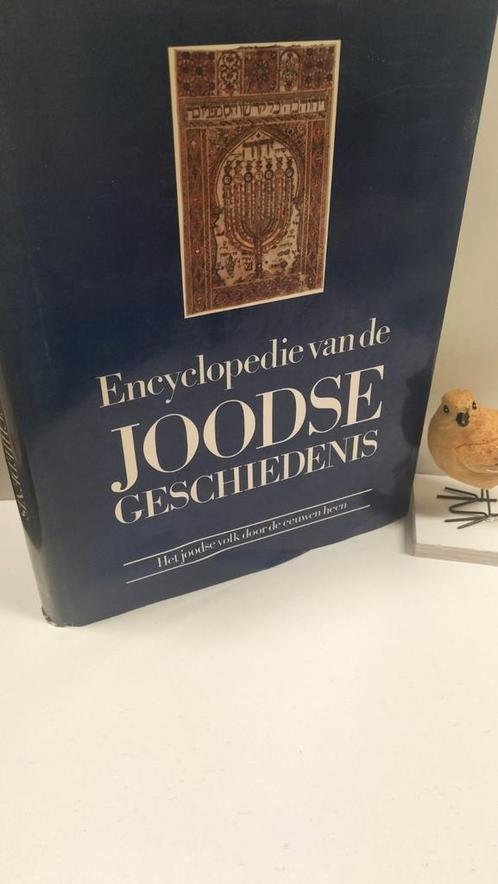 Encyclopedie van de
JOODSE
GESCHIEDENIS
Het joodse volk door de eeuwen heen